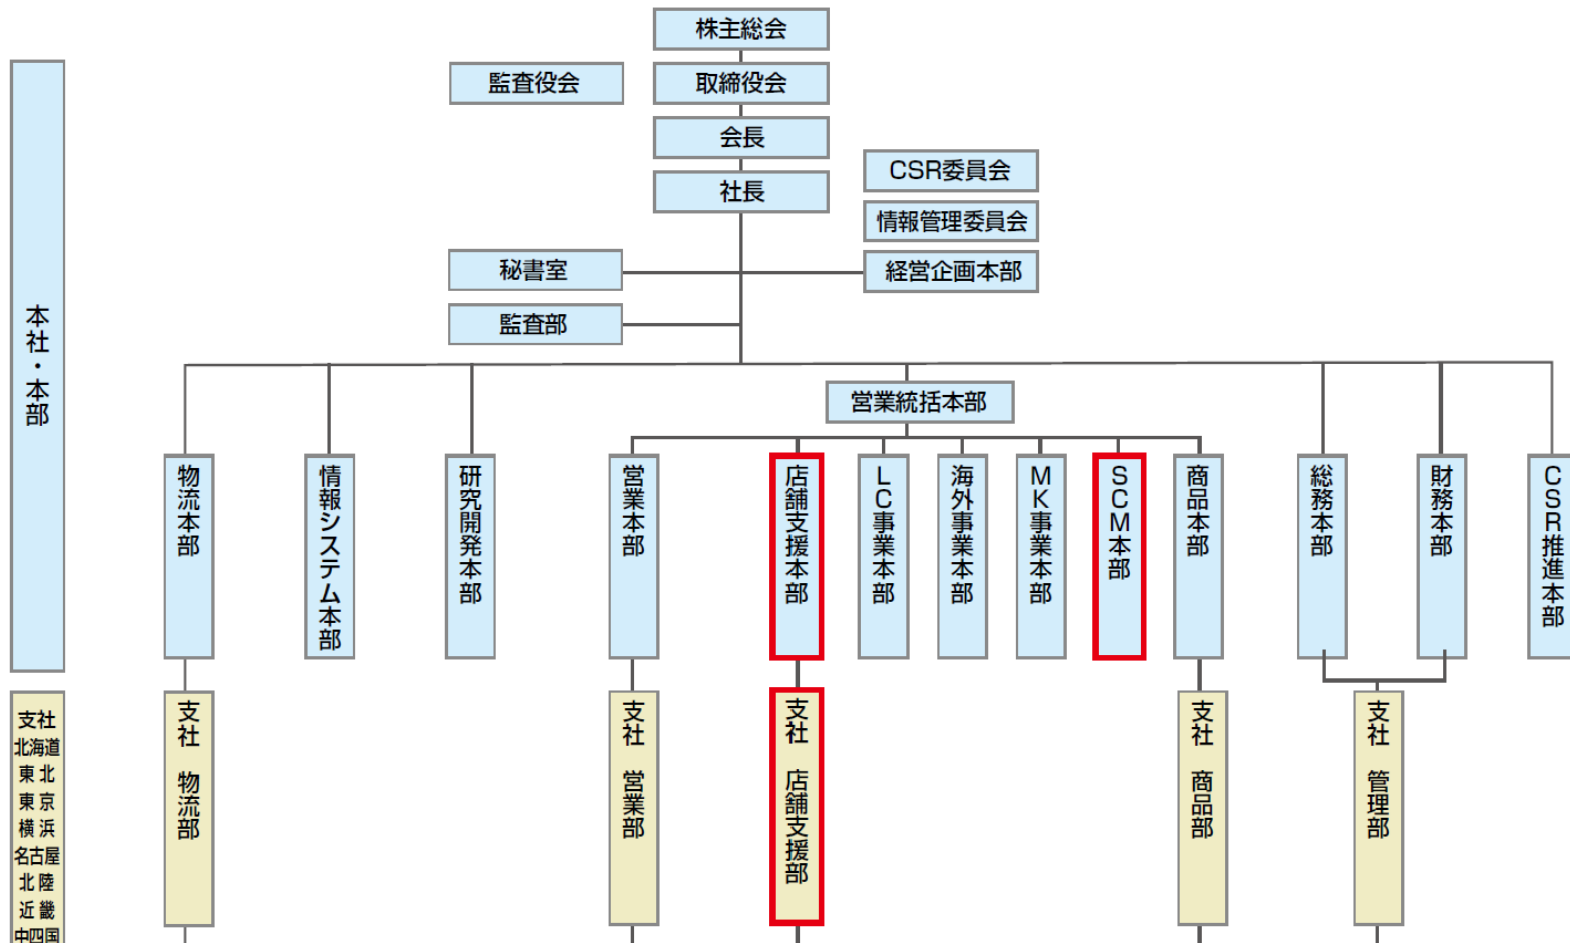 株主総会
監査役会
取締役会
会長
CSR委員会
社長
情報管理委員会
秘書室
経営企画本部
監査部
本社・本部
営業統括本部
物流本部
情報システム本部
研究開発本部
営業本部
店舗支援本部
LC事業本部
海外事業本部
MK事業本部
SCM本部
商品本部
総務本部
財務本部
CSR推進本部
支社
北海道
東北
東京
横浜
名古屋
北陸
近畿
中四国
支社 物流部
支社 営業部
支社 店舗支援部
支社 商品部
支社 管理部